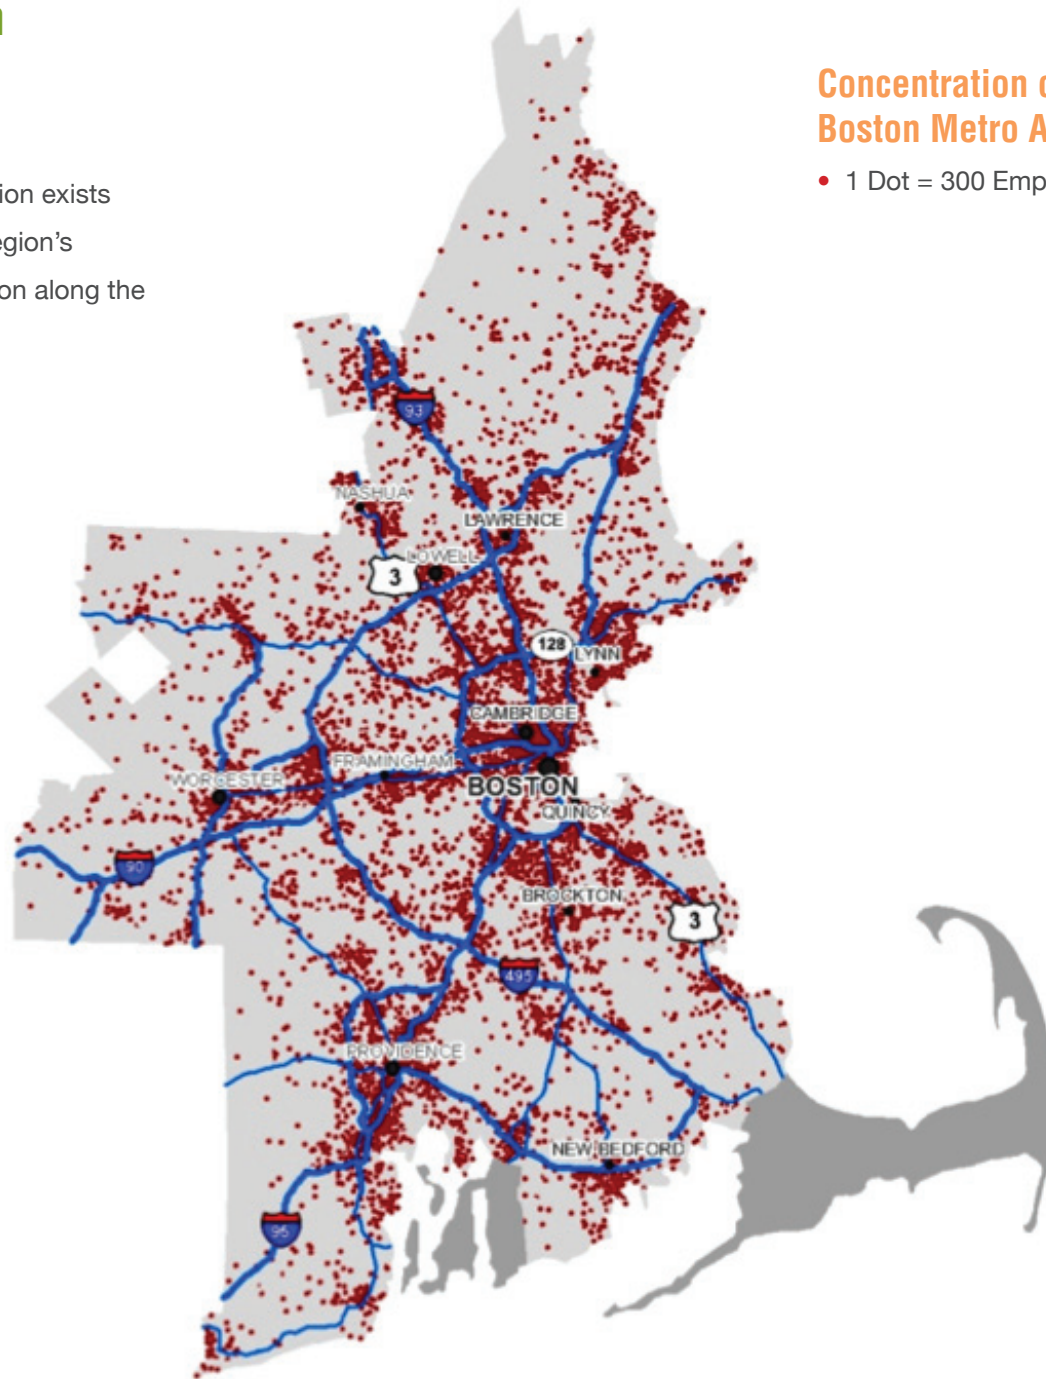 ion exists
egion's
on along the
Concentration
Boston Metro A
• 1 Dot = 300 Emp
93
NASHUA
LAWRENCE
LOWELL
3
128
LYNN
CAMBRIDGE
FRAMINGHAM
WORCESTER
BOSTON
QUINCY
90
BROCKTON
3
495
PROVIDENCE
NEW BEDFORD
95